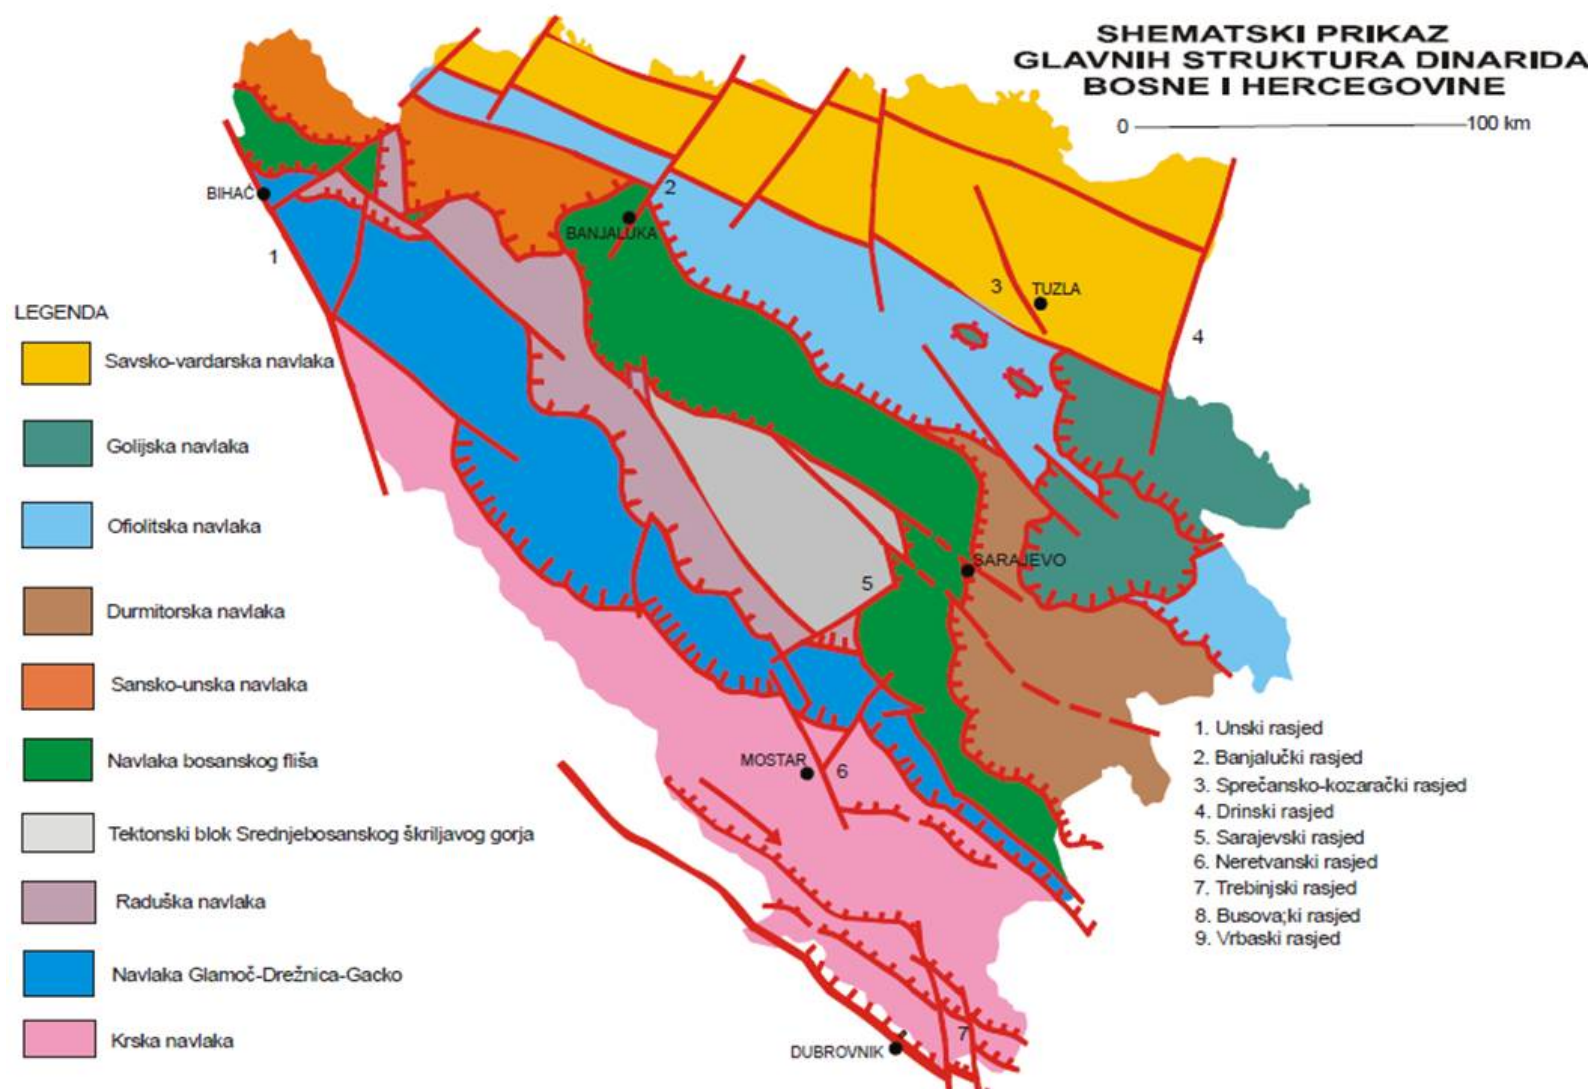 SHEMATSKI PRIKAZ
GLAVNIH STRUKTURA DINARIDA
BOSNE I HERCEGOVINE
0
100 km
BIHAĆ
1
2
BANJALUKA
3
TUZLA
4
5
SARAJEVO
MOSTAR
6
7
DUBROVNIK
LEGENDA
Savsko-vardarska navlaka
Golijska navlaka
Ofiolitska navlaka
Durmitorska navlaka
Sansko-unska navlaka
Navlaka bosanskog fliša
Tektonski blok Srednjebosanskog škriljavog gorja
Raduška navlaka
Navlaka Glamoč-Drežnica-Gacko
Krska navlaka
1. Unski rasjed
2. Banjalučki rasjed
3. Sprečansko-kozarački rasjed
4. Drinski rasjed
5. Sarajevski rasjed
6. Neretvanski rasjed
7. Trebinjski rasjed
8. Busova;ki rasjed
9. Vrbaski rasjed